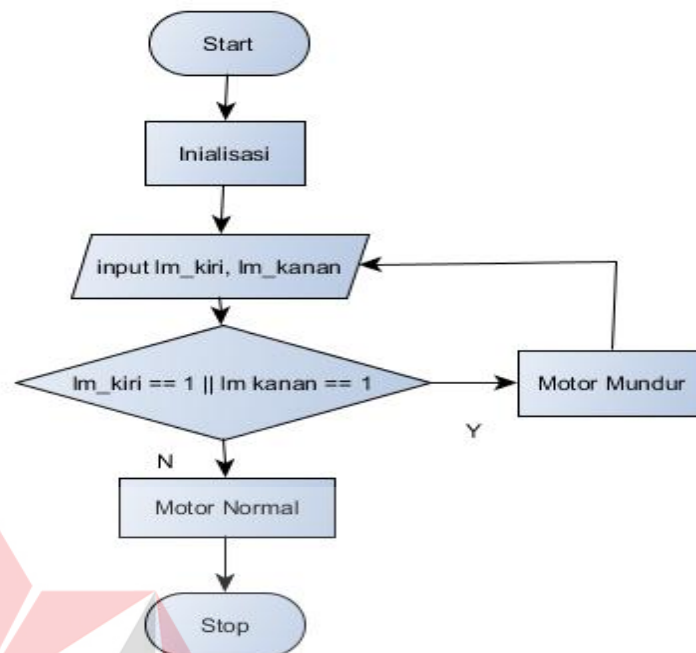 Start
Inialisasi
input lm_kiri, lm_kanan
lm_kiri == 1 || lm kanan == 1
Motor Mundur
Y
N
Motor Normal
Stop